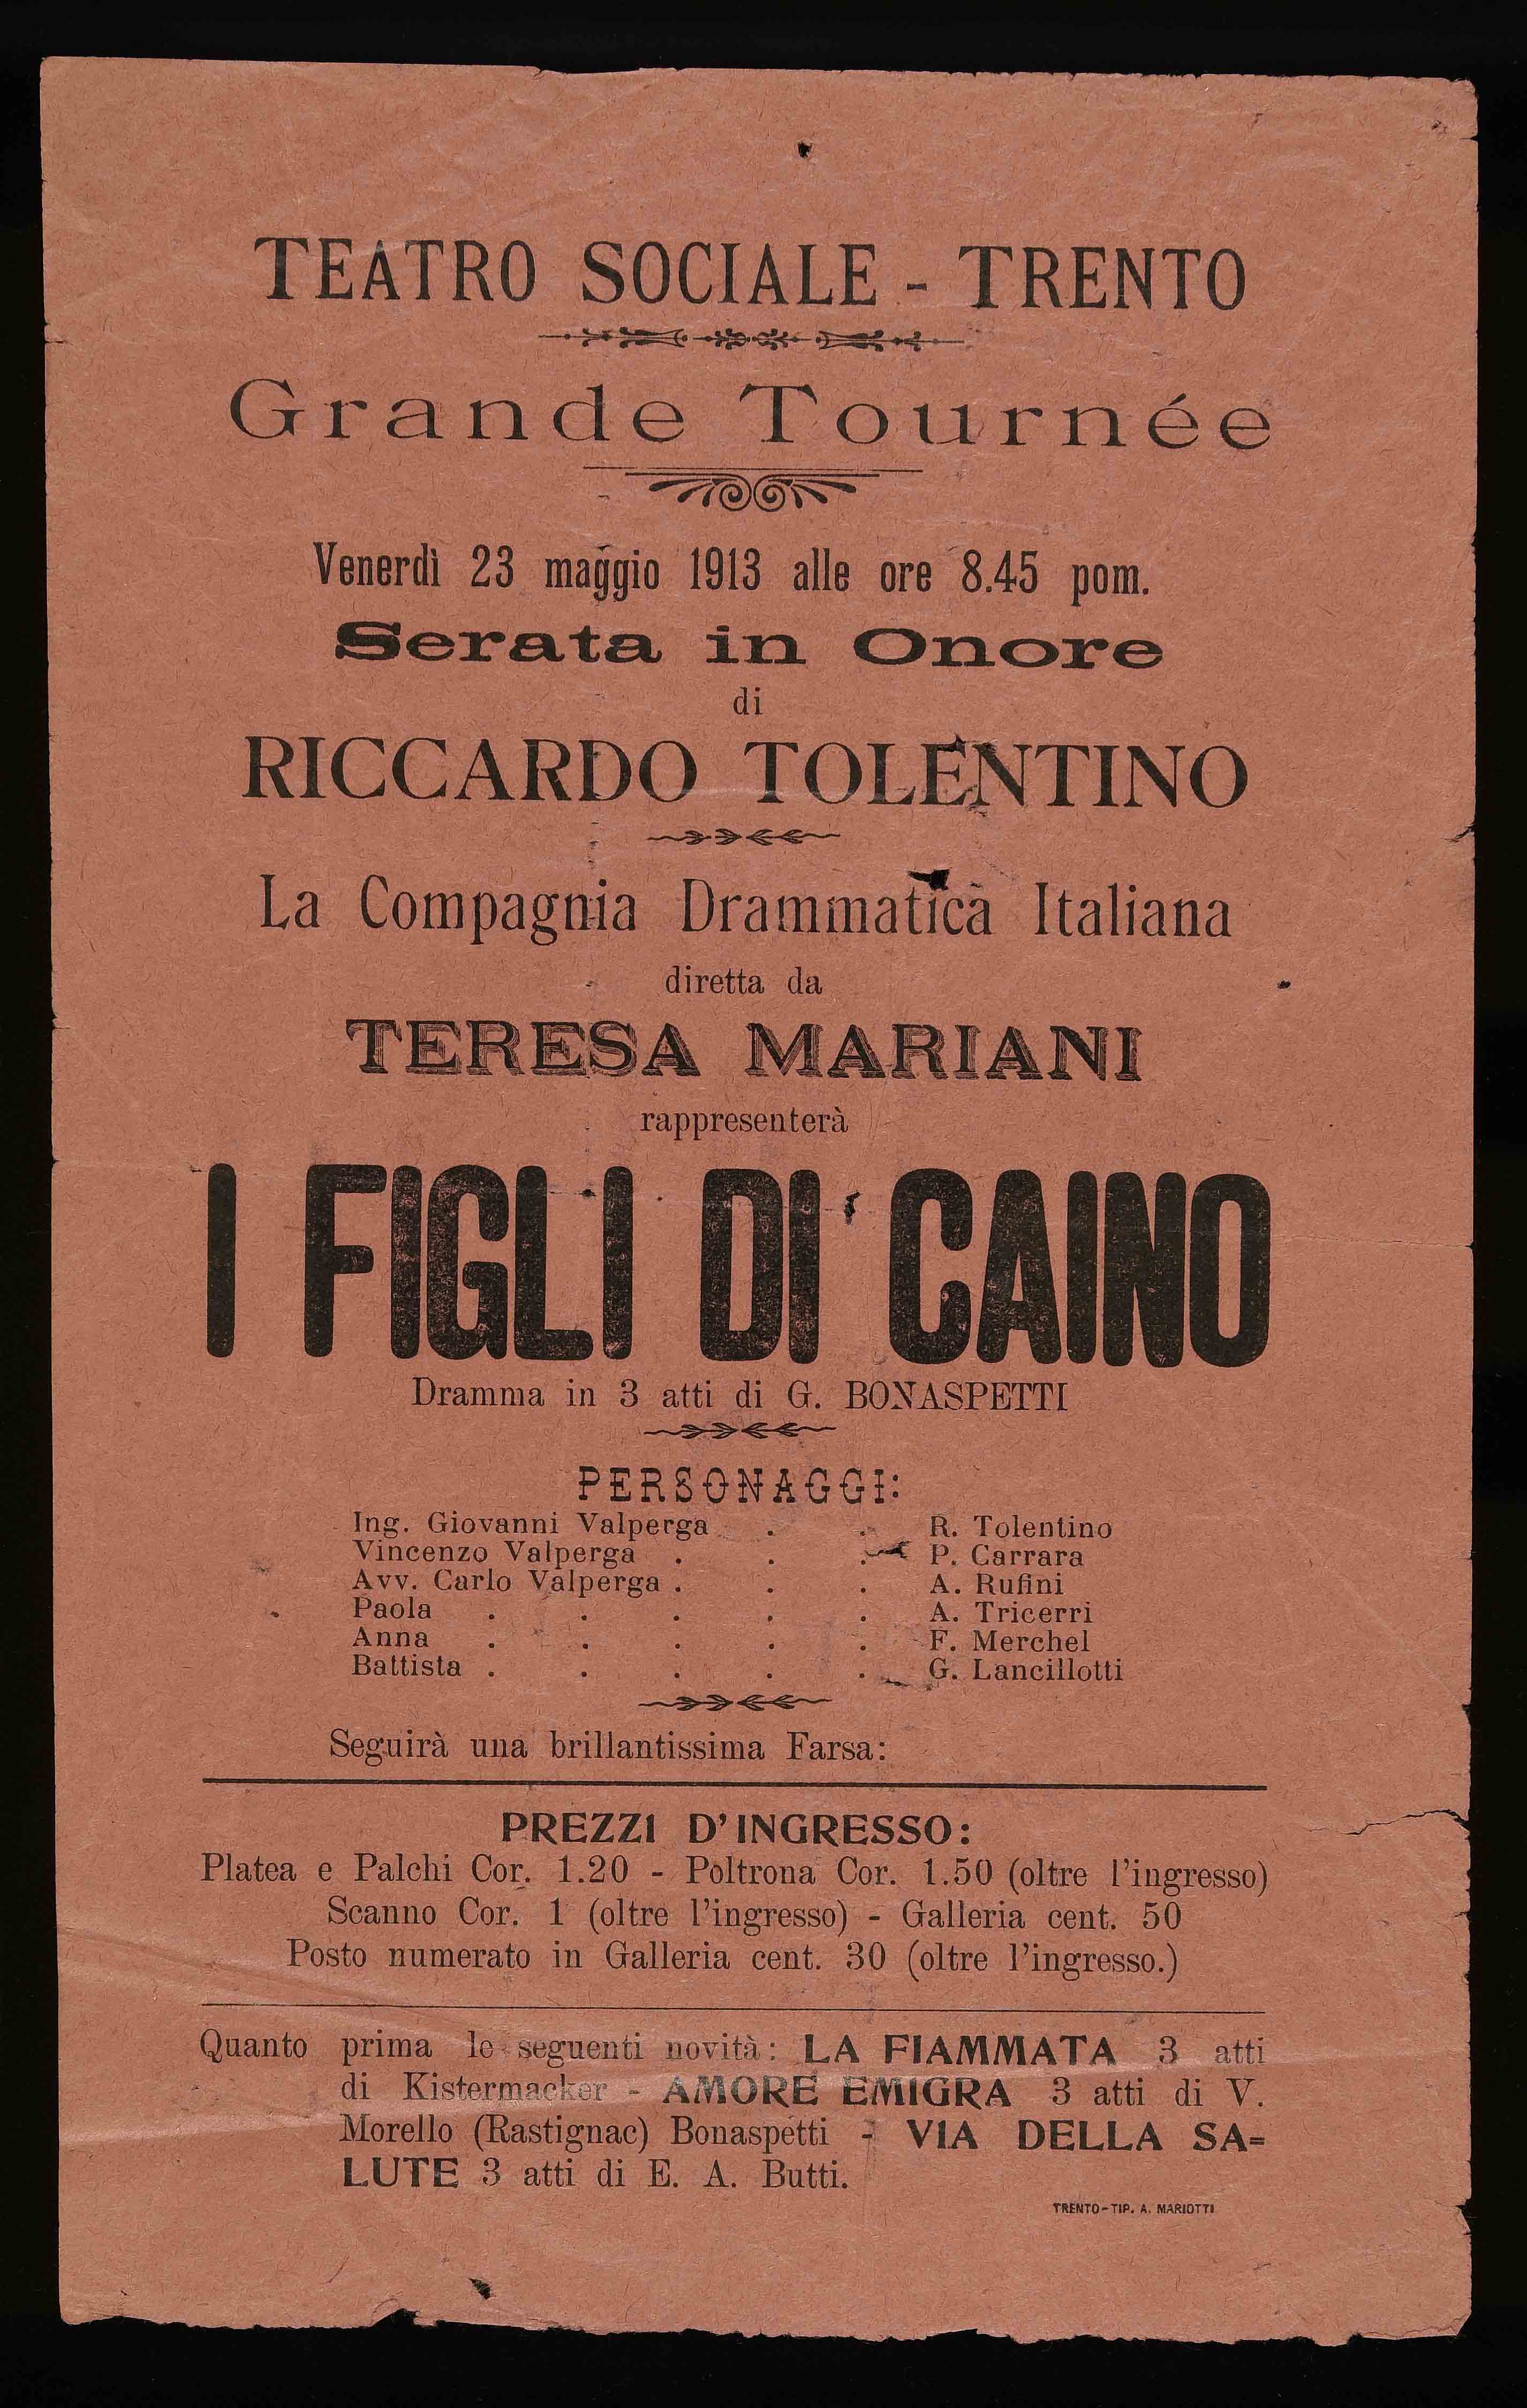 TEATRO SOCIALE - TRENTO
Grande Tournée
Venerdì 23 maggio 1913 alle ore 8.45 pom.
Serata in Onore
di
RICCARDO TOLENTINO
La Compagnia Drammatica Italiana
diretta da
TERESA MARIANI
rappresenterà
I FIGLI DI CAINO
Dramma in 3 atti di G. BONASPETTI
PERSONAGGI:
Ing. Giovanni Valperga . . R. Tolentino
Vincenzo Valperga . . . P. Carrara
Avv. Carlo Valperga . . . A. Rufini
Paola . . . . . A. Tricerri
Anna . . . . . F. Merchel
Battista . . . . . G. Lancillotti
Seguirà una brillantissima Farsa:
PREZZI D'INGRESSO:
Platea e Palchi Cor. 1.20 - Poltrona Cor. 1.50 (oltre l'ingresso)
Scanno Cor. 1 (oltre l'ingresso) - Galleria cent. 50
Posto numerato in Galleria cent. 30 (oltre l'ingresso.)
Quanto prima le seguenti novità: LA FIAMMATA 3 atti
di Kistermacker - AMORE EMIGRA 3 atti di V.
Morello (Rastignac) Bonaspetti - VIA DELLA SA=
LUTE 3 atti di E. A. Butti.
TRENTO-TIP. A. MARIOTTI